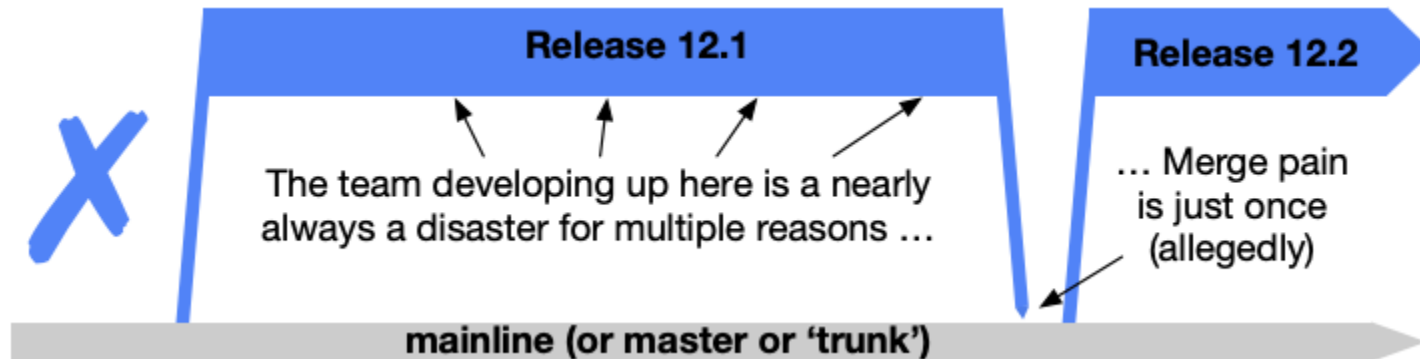 Release 12.1
Release 12.2
The team developing up here is a nearly
always a disaster for multiple reasons …
… Merge pain
is just once
(allegedly)
mainline (or master or ‘trunk’)